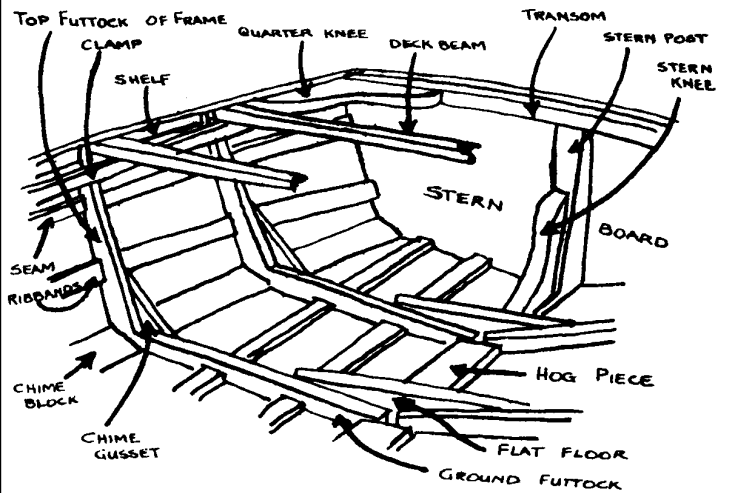 TOP FUTTOCK OF FRAME
CLAMP
SHELF
QUARTER KNEE
DECK BEAM
TRANSOM
STERN POST
STERN
KNEE
STERN
BOARD
SEAM
RIBBANDS
CHIME
BLOCK
CHIME
GUSSET
HOG PIECE
FLAT FLOOR
GROUND FUTTOCK